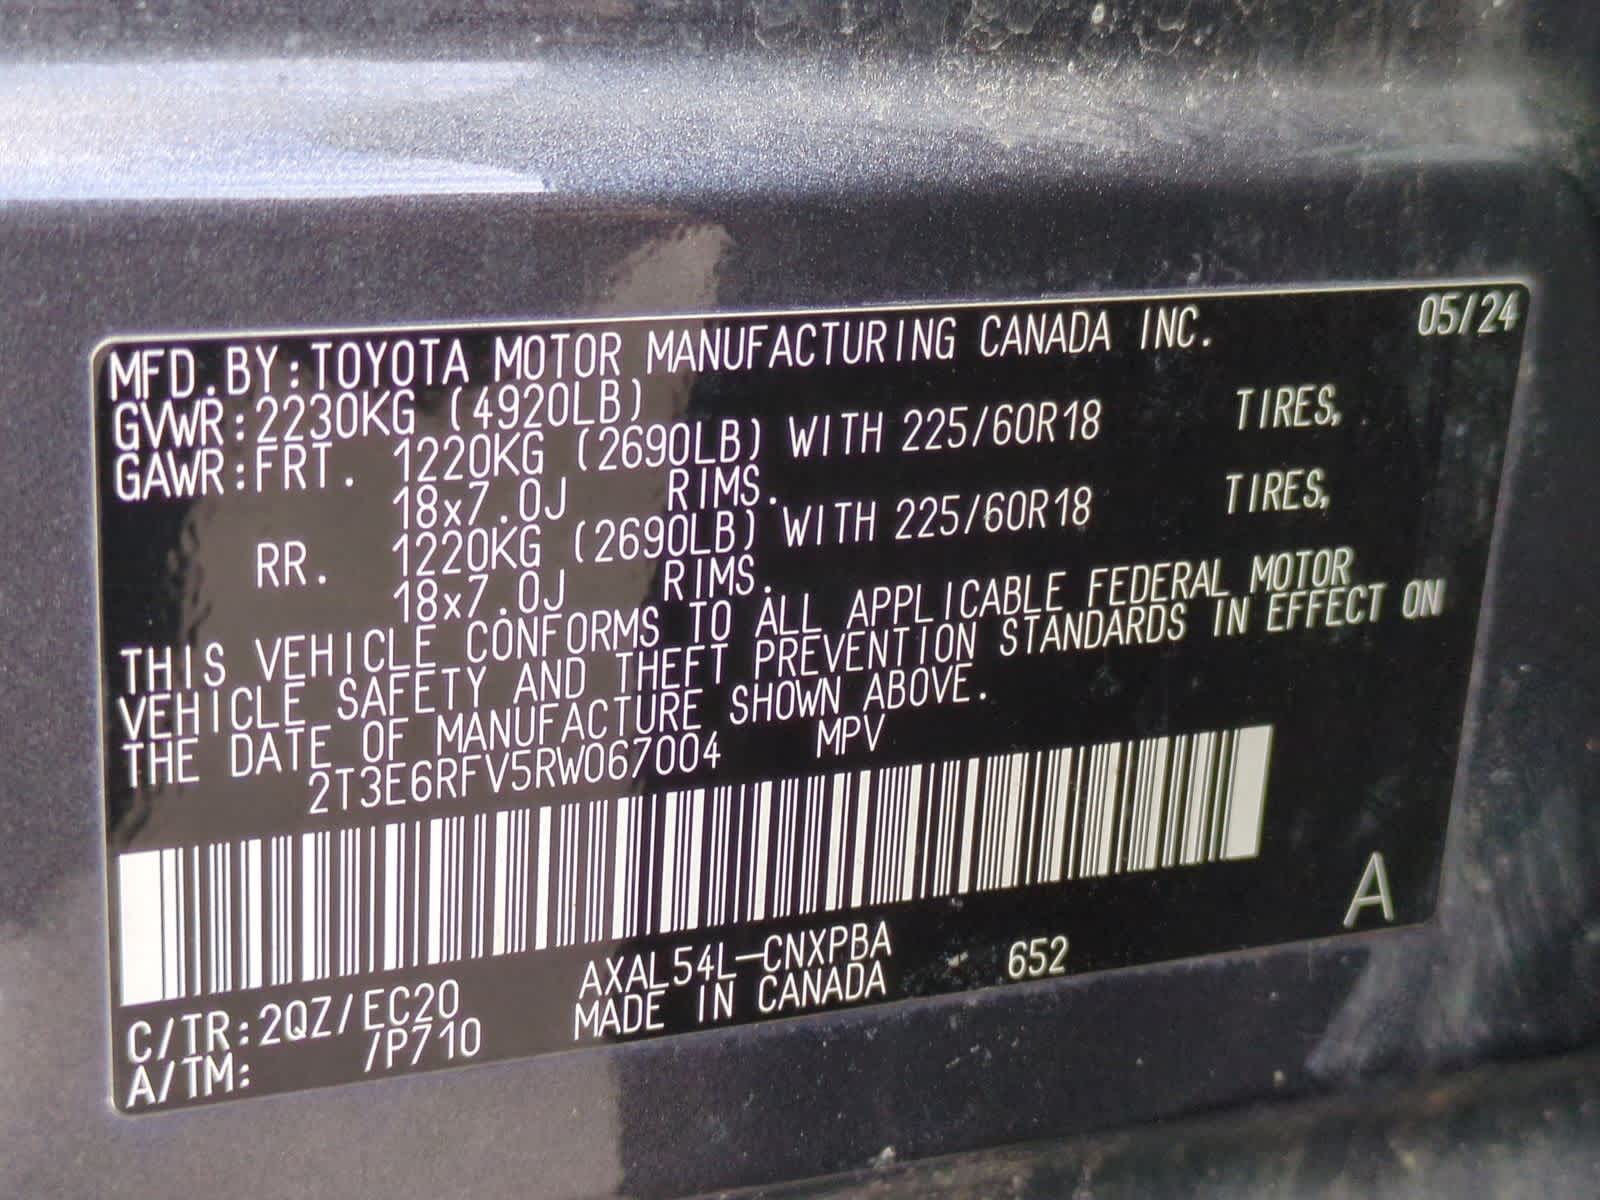 MFD.BY:TOYOTA MOTOR MANUFACTURING CANADA INC. 05/24
GVWR:2230KG (4920LB)
GAWR:FRT. 1220KG (2690LB) WITH 225/60R18 TIRES,
18x7.0J RIMS.
RR. 1220KG (2690LB) WITH 225/60R18 TIRES,
18x7.0J RIMS.
THIS VEHICLE CONFORMS TO ALL APPLICABLE FEDERAL MOTOR
VEHICLE SAFETY AND THEFT PREVENTION STANDARDS IN EFFECT ON
THE DATE OF MANUFACTURE SHOWN ABOVE.
2T3E6RFV5RW067004 MPV
A
C/TR:2QZ/EC20 AXAL54L-CNXPBA 652
A/TM: /P710 MADE IN CANADA